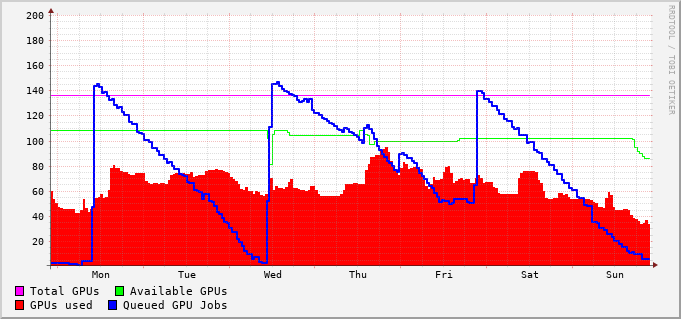 200
180
160
140
120
100
80
60
40
20
Mon Tue Wed Thu Fri Sat Sun
Total GPUs Available GPUs
GPUs used Queued GPU Jobs
RRDTOOL / TOBI OETIKER